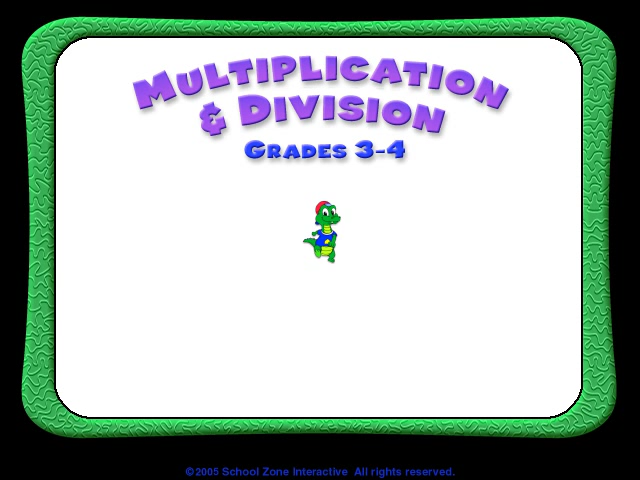 MULTIPLICATION
& DIVISION
GRADES 3-4
©2005 School Zone Interactive All rights reserved.